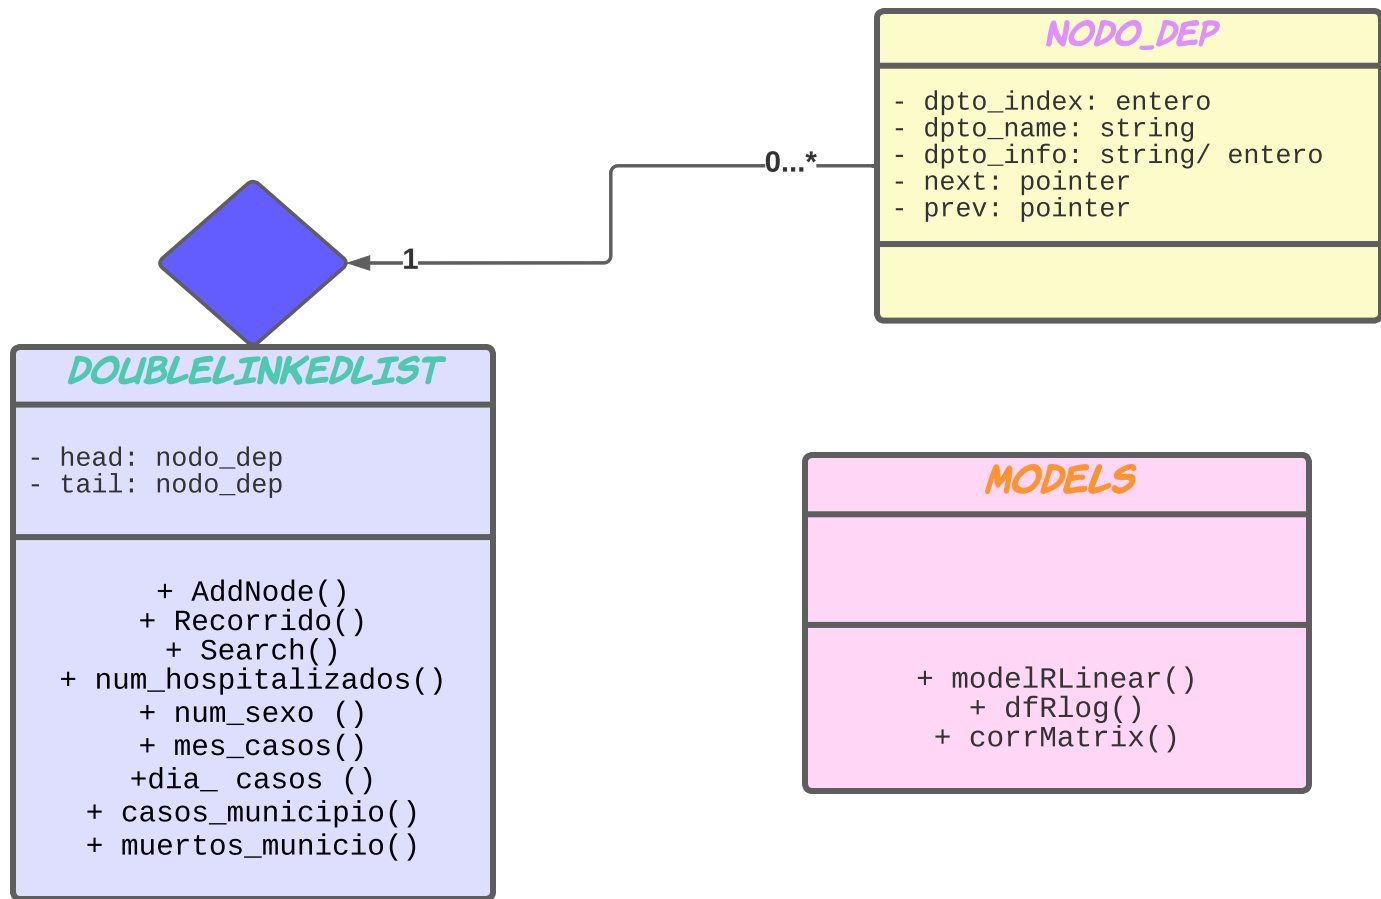 NODO_DEP
- dpto_index: entero
- dpto_name: string
- dpto_info: string/ entero
- next: pointer
- prev: pointer
0...*
1
DOUBLELINKEDLIST
- head: nodo_dep
- tail: nodo_dep
+ AddNode()
+ Recorrido()
+ Search()
+ num_hospitalizados()
+ num_sexo ()
+ mes_casos()
+dia_ casos ()
+ casos_municipio()
+ muertos_municio()
MODELS
+ modelRLinear()
+ dfRlog()
+ corrMatrix()